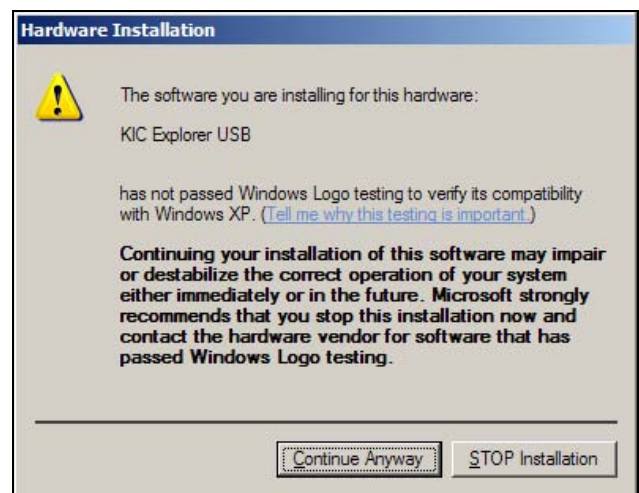 Hardware Installation
The software you are installing for this hardware:
KIC Explorer USB
has not passed Windows Logo testing to verify its compatibility
with Windows XP. (Tell me why this testing is important.)
Continuing your installation of this software may impair
or destabilize the correct operation of your system
either immediately or in the future. Microsoft strongly
recommends that you stop this installation now and
contact the hardware vendor for software that has
passed Windows Logo testing.
Continue Anyway STOP Installation